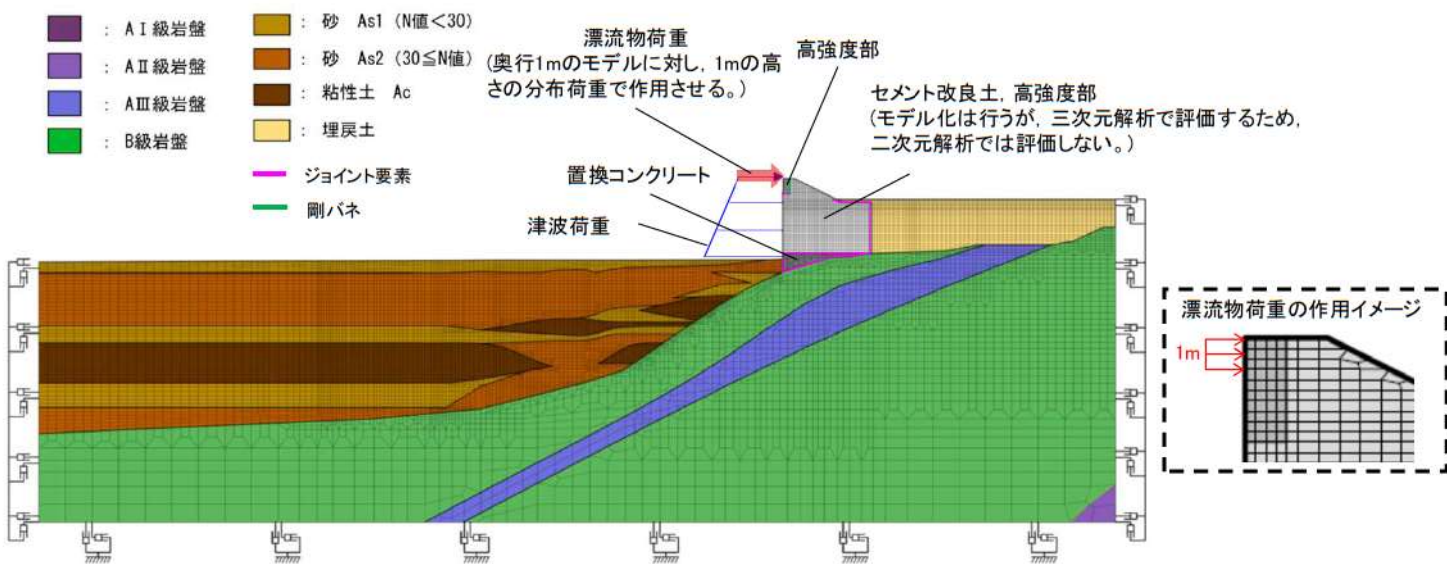 : AⅠ級岩盤
: AⅡ級岩盤
: AⅢ級岩盤
: B級岩盤
: 砂 As1 (N値<30)
: 砂 As2 (30≦N値)
: 粘性土 Ac
: 埋戻土
ジョイント要素
剛バネ
漂流物荷重
(奥行1mのモデルに対し, 1mの高
さの分布荷重で作用させる。)
高強度部
セメント改良土, 高強度部
(モデル化は行うが, 三次元解析で評価するため,
二次元解析では評価しない。)
置換コンクリート
津波荷重
漂流物荷重の作用イメージ
1m